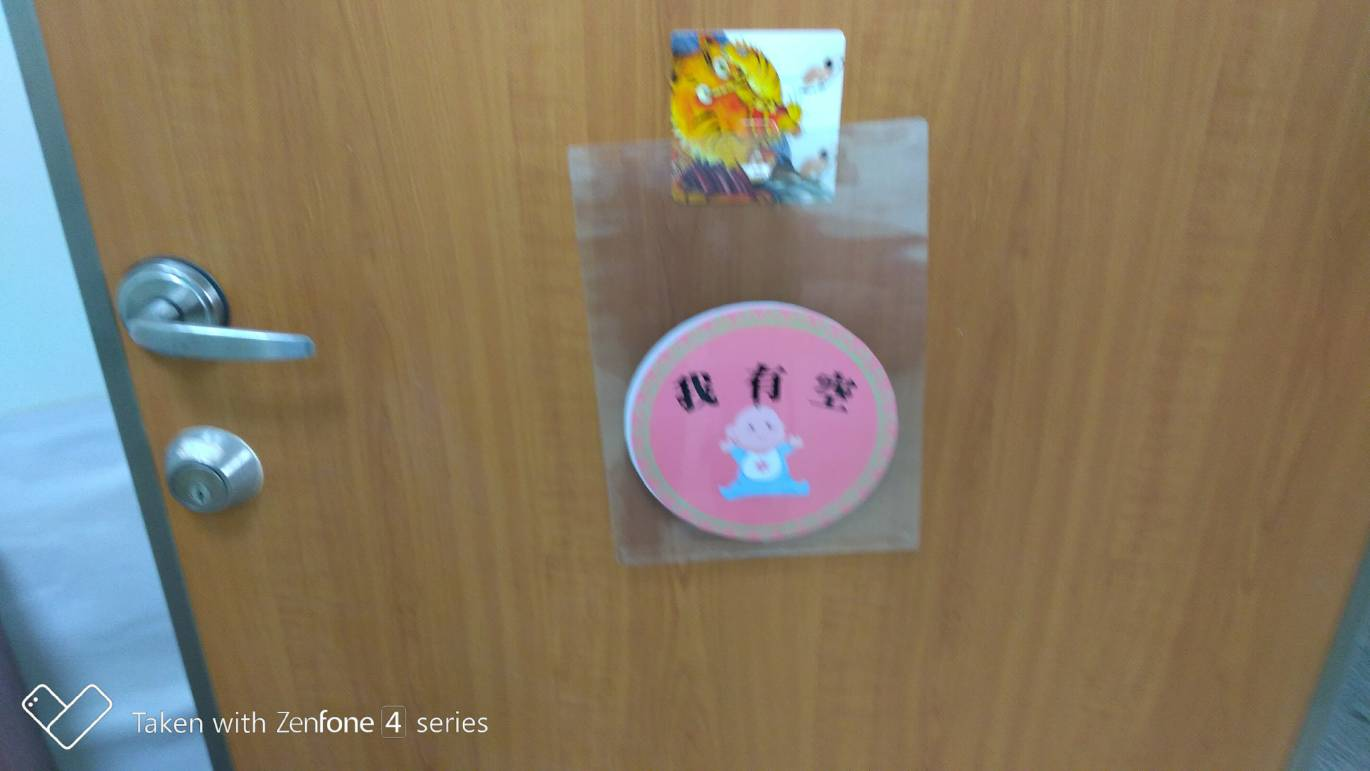 我有空
Taken with Zenfone 4 series